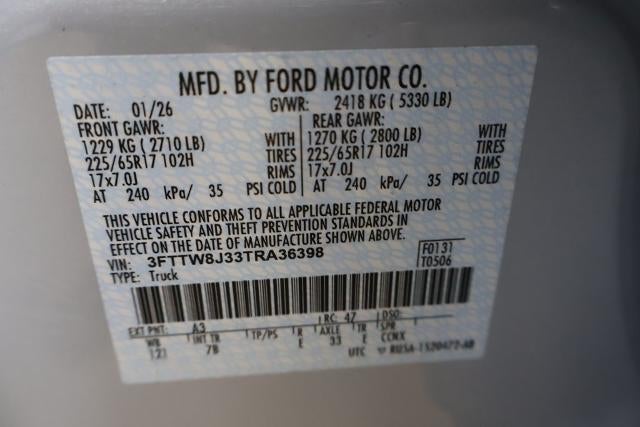 MFD. BY FORD MOTOR CO.
DATE: 01/26 GVWR: 2418 KG ( 5330 LB)
FRONT GAWR: REAR GAWR:
1229 KG ( 2710 LB) WITH 1270 KG ( 2800 LB) WITH
225/65R17 102H TIRES 225/65R17 102H TIRES
17x7.0J RIMS 17x7.0J RIMS
AT 240 kPa/ 35 PSI COLD AT 240 kPa/ 35 PSI COLD
THIS VEHICLE CONFORMS TO ALL APPLICABLE FEDERAL MOTOR
VEHICLE SAFETY AND THEFT PREVENTION STANDARDS IN
EFFECT ON THE DATE OF MANUFACTURE SHOWN ABOVE.
VIN: 3FTTW8J33TRA36398 F0131
TYPE: Truck T0506
EXT PNT: A3 RC: 47 DSO:
WB INT TR TP/PS R AXLE TR SPR
121 7B E 33 E CCNX
UTC RU5A-1520472-AB